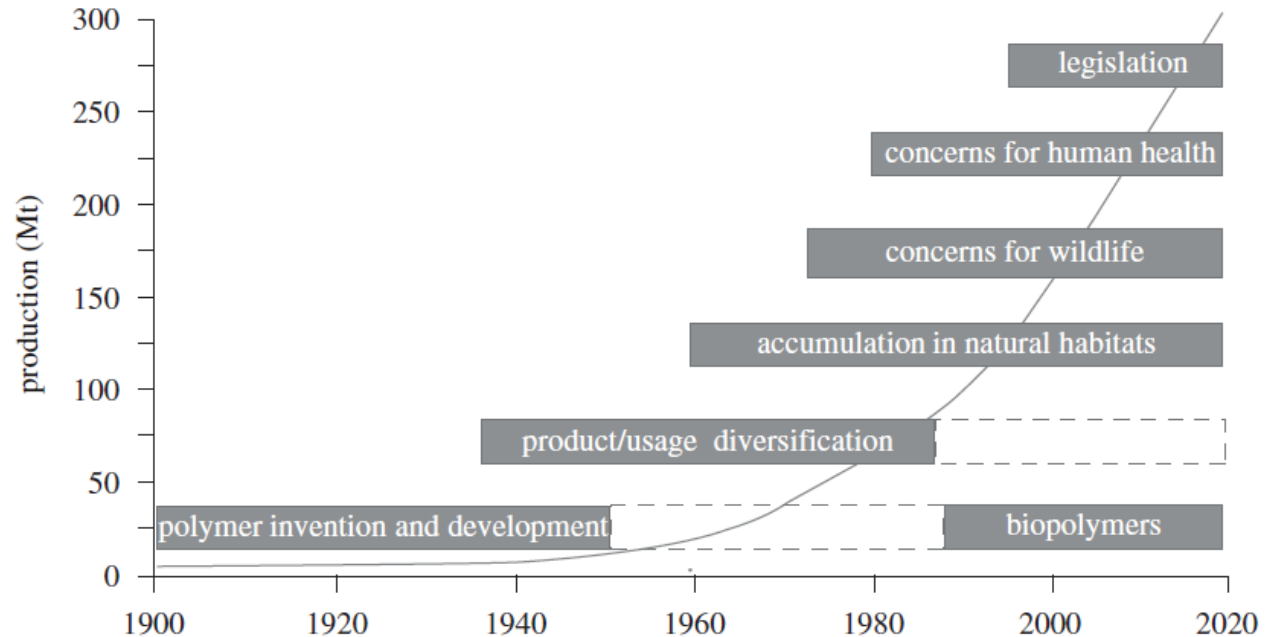 300
legislation
250
concerns for human health
200
concerns for wildlife
150
accumulation in natural habitats
100
product/usage diversification
50
polymer invention and development
biopolymers
0
production (Mt)
1900 1920 1940 1960 1980 2000 2020